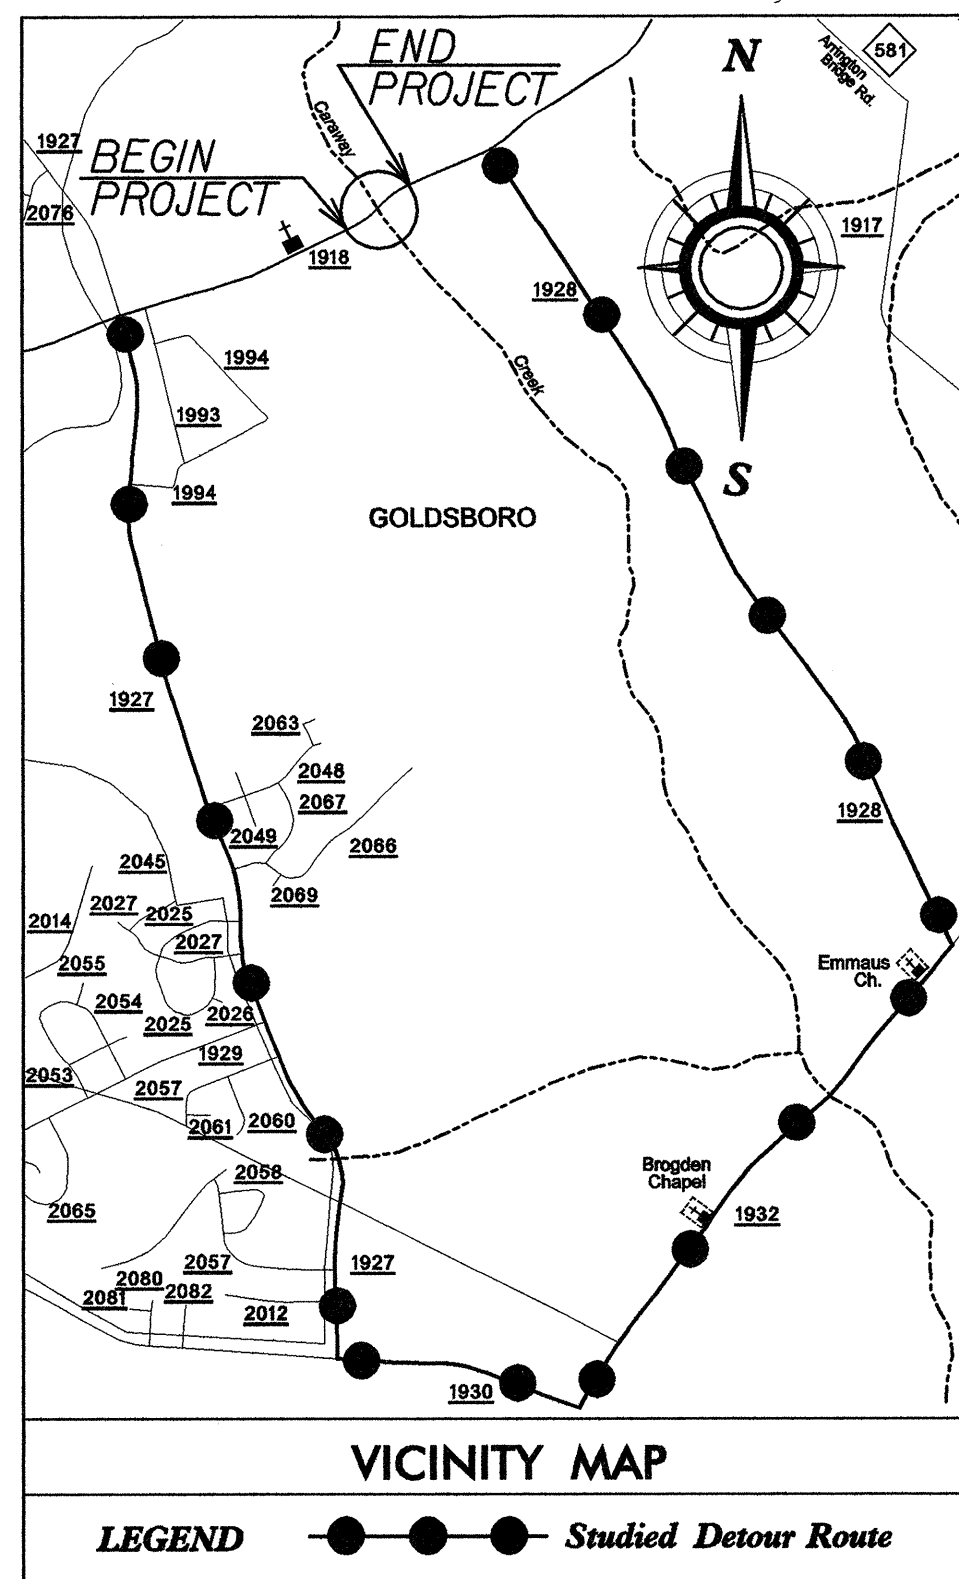 END
PROJECT
N
Arrington
Bridge Rd.
581
Caraway
1927
BEGIN
PROJECT
2076
1917
1918
1928
1994
Creek
1993
S
1994
GOLDSBORO
1927
2063
2048
2067
1928
2049
2066
2045
2069
2027
2025
2014
2027
Emmaus
Ch.
2055
2054
2026
2025
1929
2053
2057
2060
2061
Brogden
Chapel
2058
2065
1932
2057
1927
2080
2081
2082
2012
1930
VICINITY MAP
LEGEND
Studied Detour Route